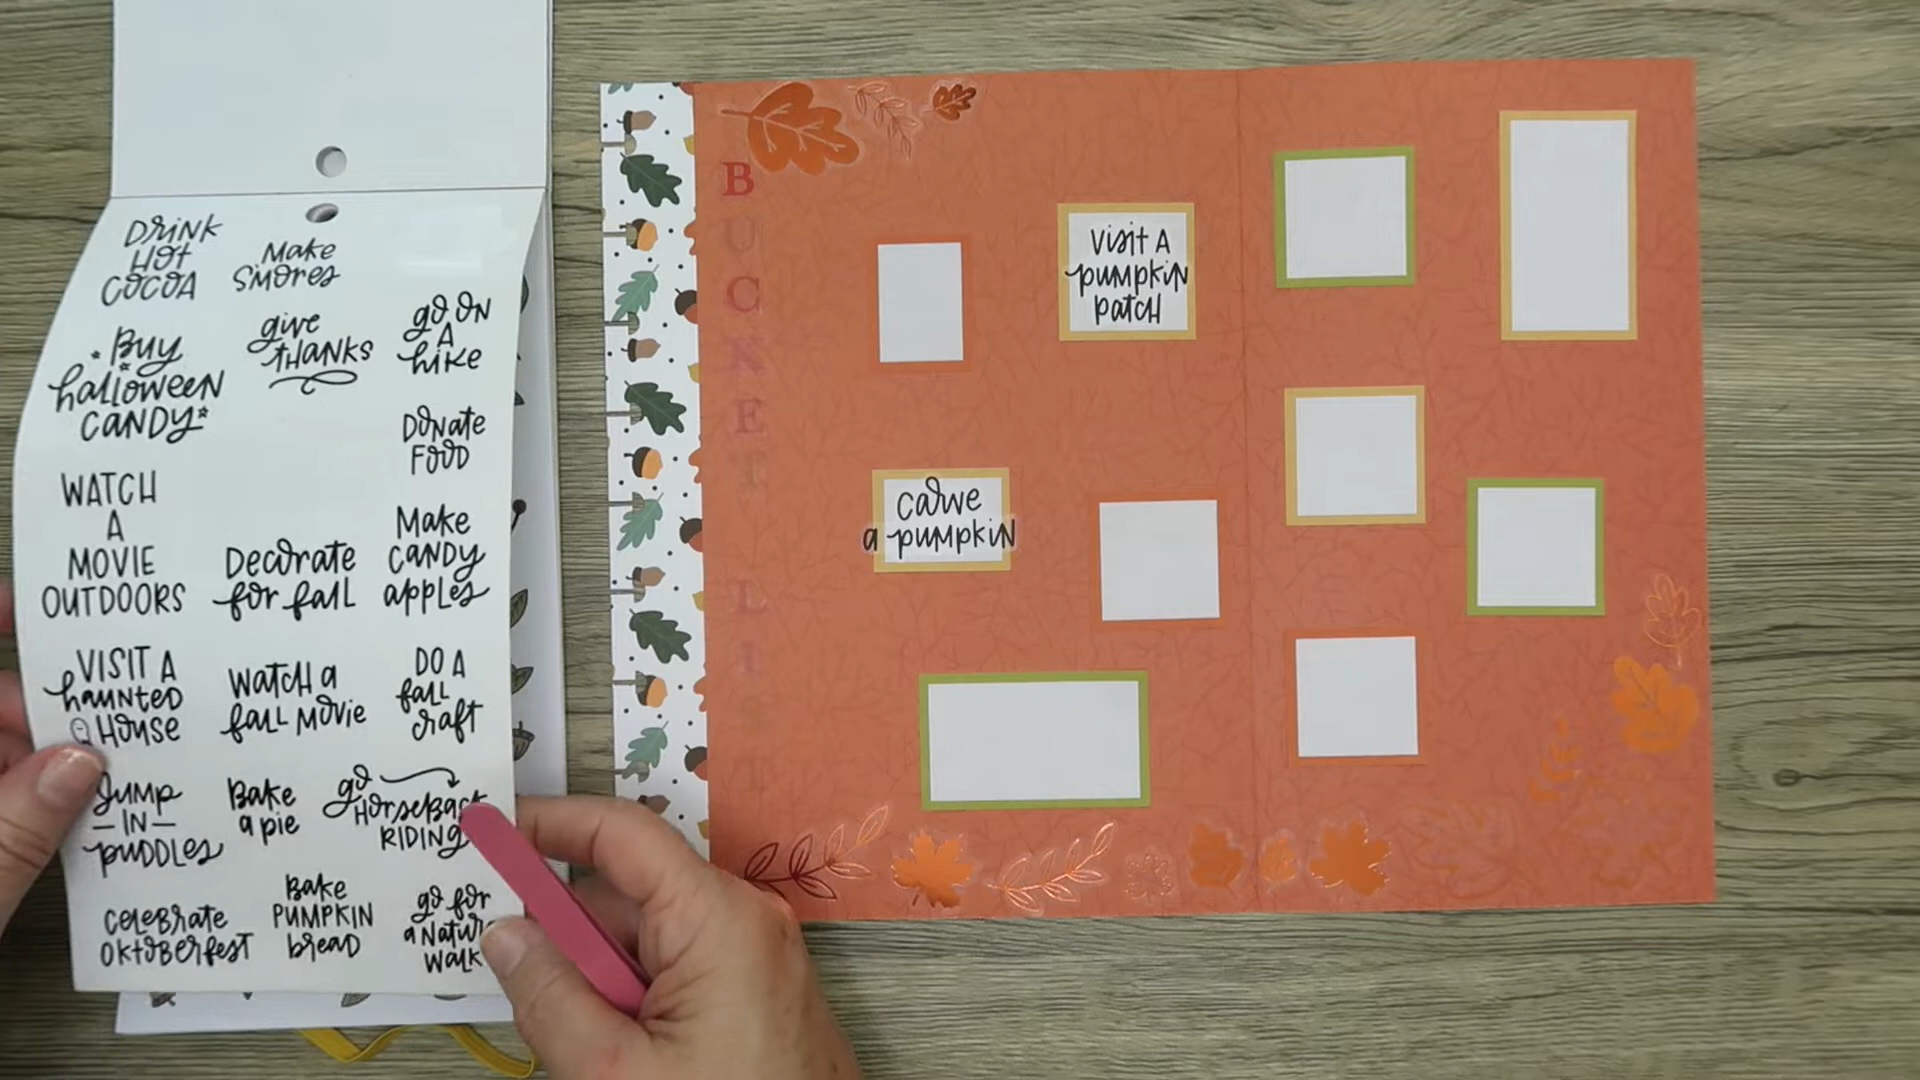 DRINK
HOT
COCOA
Make
S'mores
Buy
halloween
CANDY
give
THANKS
go ON
A
hike
DONATE
FOOD
WATCH
A
MOVIE
OUTDOORS
Decorate
for fall
Make
CANDY
apples
VISIT A
haunted
House
Watch a
fall Movie
DO A
fall
craft
Jump
-IN-
puddles
Bake
a pie
go
RIDING
celebrate
Oktoberfest
Bake
PUMPKIN
bread
go for
walk
BUCKET LIST
visit A
pumpkin
patch
carve
a pumpkin